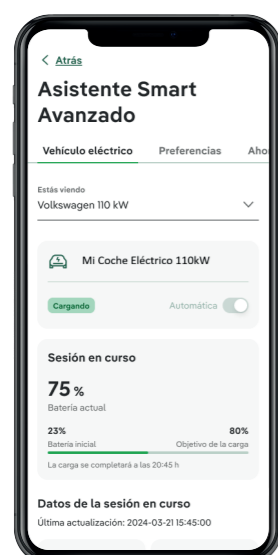 < Atrás
Asistente Smart
Avanzado
Vehículo eléctrico Preferencias Aho
Estás viendo
Volkswagen 110 kW
Mi Coche Eléctrico 110kW
Cargando Automática
Sesión en curso
75 %
Batería actual
23% 80%
Batería inicial Objetivo de la carga
La carga se completará a las 20:45 h
Datos de la sesión en curso
Última actualización: 2024-03-21 15:45:00